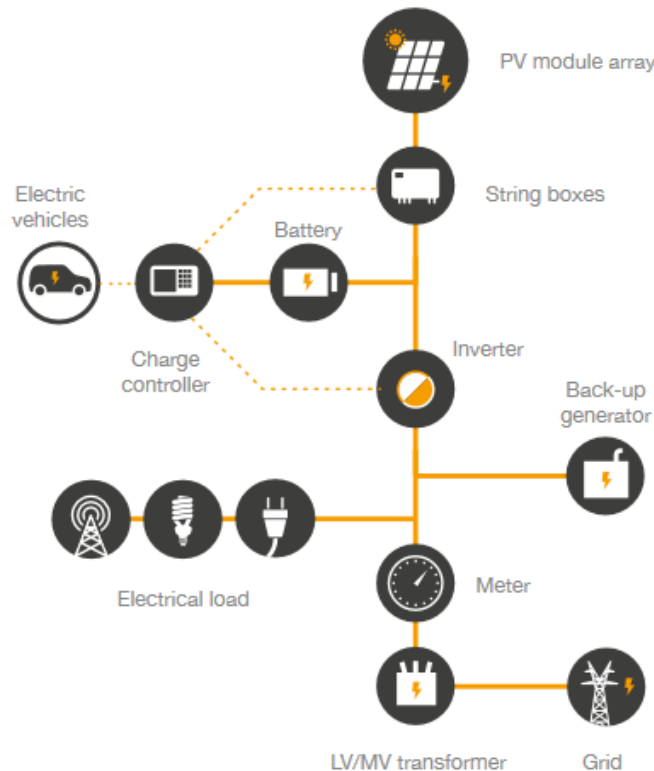 PV module array
String boxes
Electric
vehicles
Battery
Charge
controller
Inverter
Back-up
generator
Electrical load
Meter
LV/MV transformer
Grid